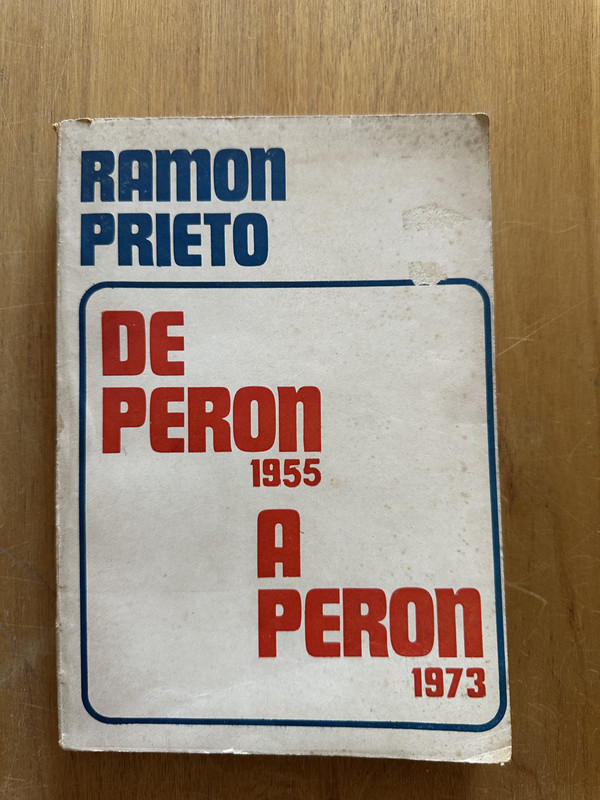 RAMON
PRIETO
DE
PERON
1955
A
PERON
1973